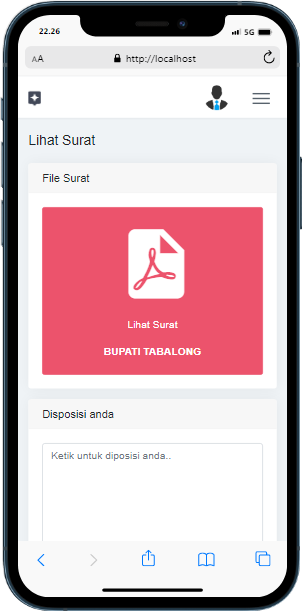 22.26
5G
AA
http://localhost
Lihat Surat
File Surat
Lihat Surat
BUPATI TABALONG
Disposisi anda
Ketik untuk diposisi anda..